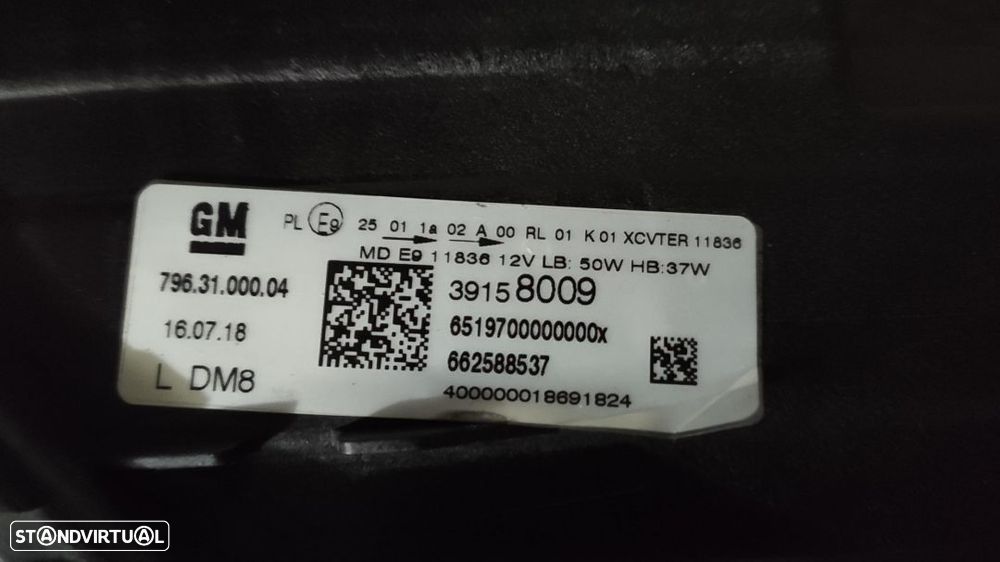 GM
PL E9 25 01 1a 02 A 00 RL 01 K 01 XCVTER 11836
MD E9 11836 12V LB: 50W HB:37W
796.31.000.04
39158009
6519700000000x
16.07.18
662588537
L DM8
400000018691824
STANDVIRTUAL